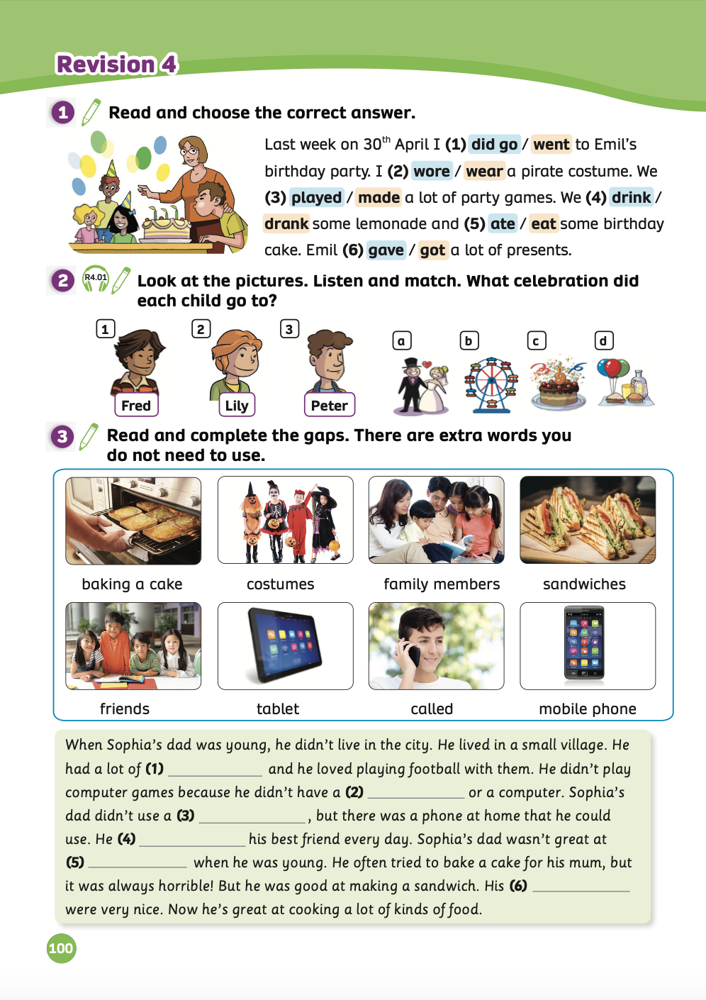 Revision 4
1 Read and choose the correct answer.
Last week on 30th April I (1) did go / went to Emil's
birthday party. I (2) wore / wear a pirate costume. We
(3) played / made a lot of party games. We (4) drink /
drank some lemonade and (5) ate / eat some birthday
cake. Emil (6) gave / got a lot of presents.
2 R4.01 Look at the pictures. Listen and match. What celebration did
each child go to?
1 2 3 a b c d
Fred Lily Peter
3 Read and complete the gaps. There are extra words you
do not need to use.
baking a cake costumes family members sandwiches
friends tablet called mobile phone
When Sophia's dad was young, he didn't live in the city. He lived in a small village. He
had a lot of (1) ____________ and he loved playing football with them. He didn't play
computer games because he didn't have a (2) ____________ or a computer. Sophia's
dad didn't use a (3) ____________ , but there was a phone at home that he could
use. He (4) ____________ his best friend every day. Sophia's dad wasn't great at
(5) ____________ when he was young. He often tried to bake a cake for his mum, but
it was always horrible! But he was good at making a sandwich. His (6) ____________
were very nice. Now he's great at cooking a lot of kinds of food.
100